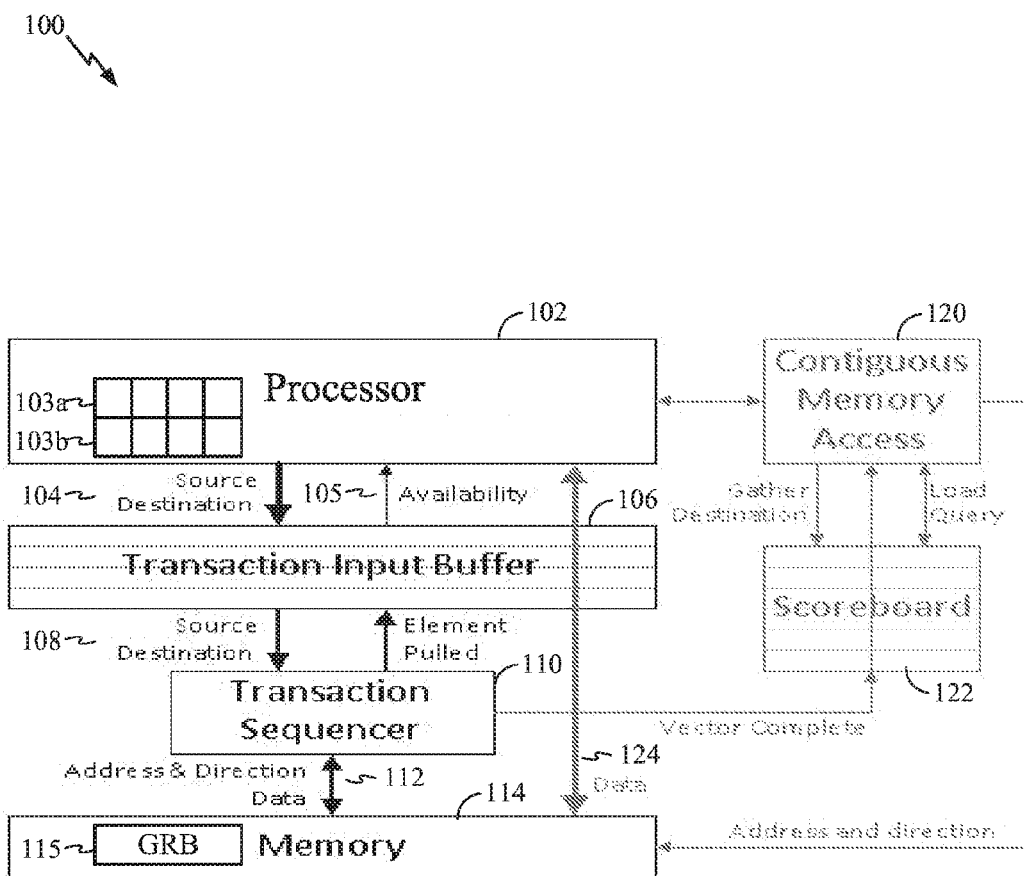 100
102
120
Processor
103a
103b
Contiguous
Memory
Access
104
Source
Destination
105
Availability
106
Gather
Destination
Load
Query
Transaction Input Buffer
Scoreboard
108
Source
Destination
Element
Pulled
110
122
Transaction
Sequencer
Vector Complete
Address & Direction
Data
112
124
Data
114
115
GRB
Memory
Address and direction